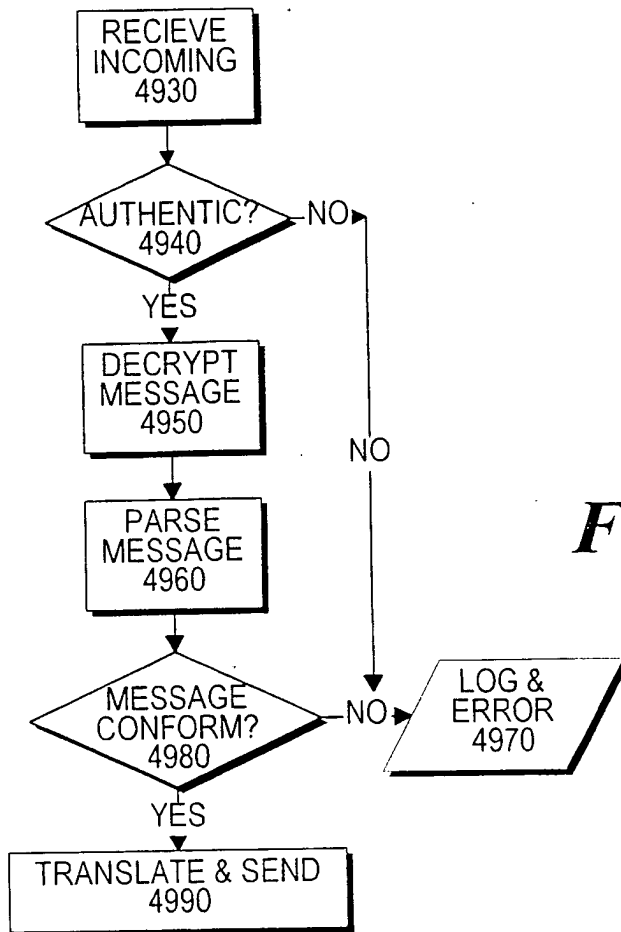 RECIEVE
INCOMING
4930
AUTHENTIC?
4940
NO
YES
DECRYPT
MESSAGE
4950
NO
PARSE
MESSAGE
4960
F
MESSAGE
CONFORM?
4980
NO
LOG &
ERROR
4970
YES
TRANSLATE & SEND
4990